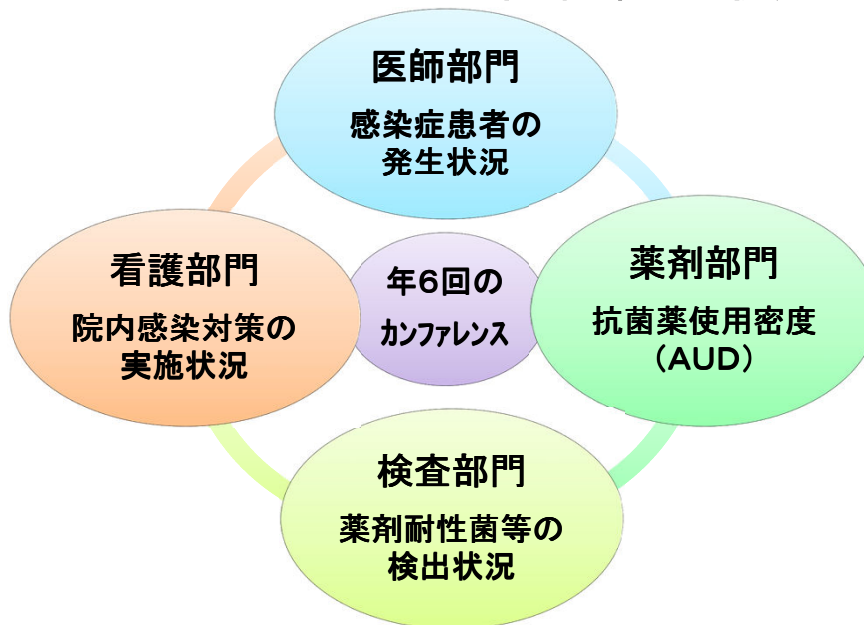 医師部門
感染症患者の
発生状況
看護部門
院内感染対策の
実施状況
年6回の
カンファレンス
薬剤部門
抗菌薬使用密度
（AUD）
検査部門
薬剤耐性菌等の
検出状況